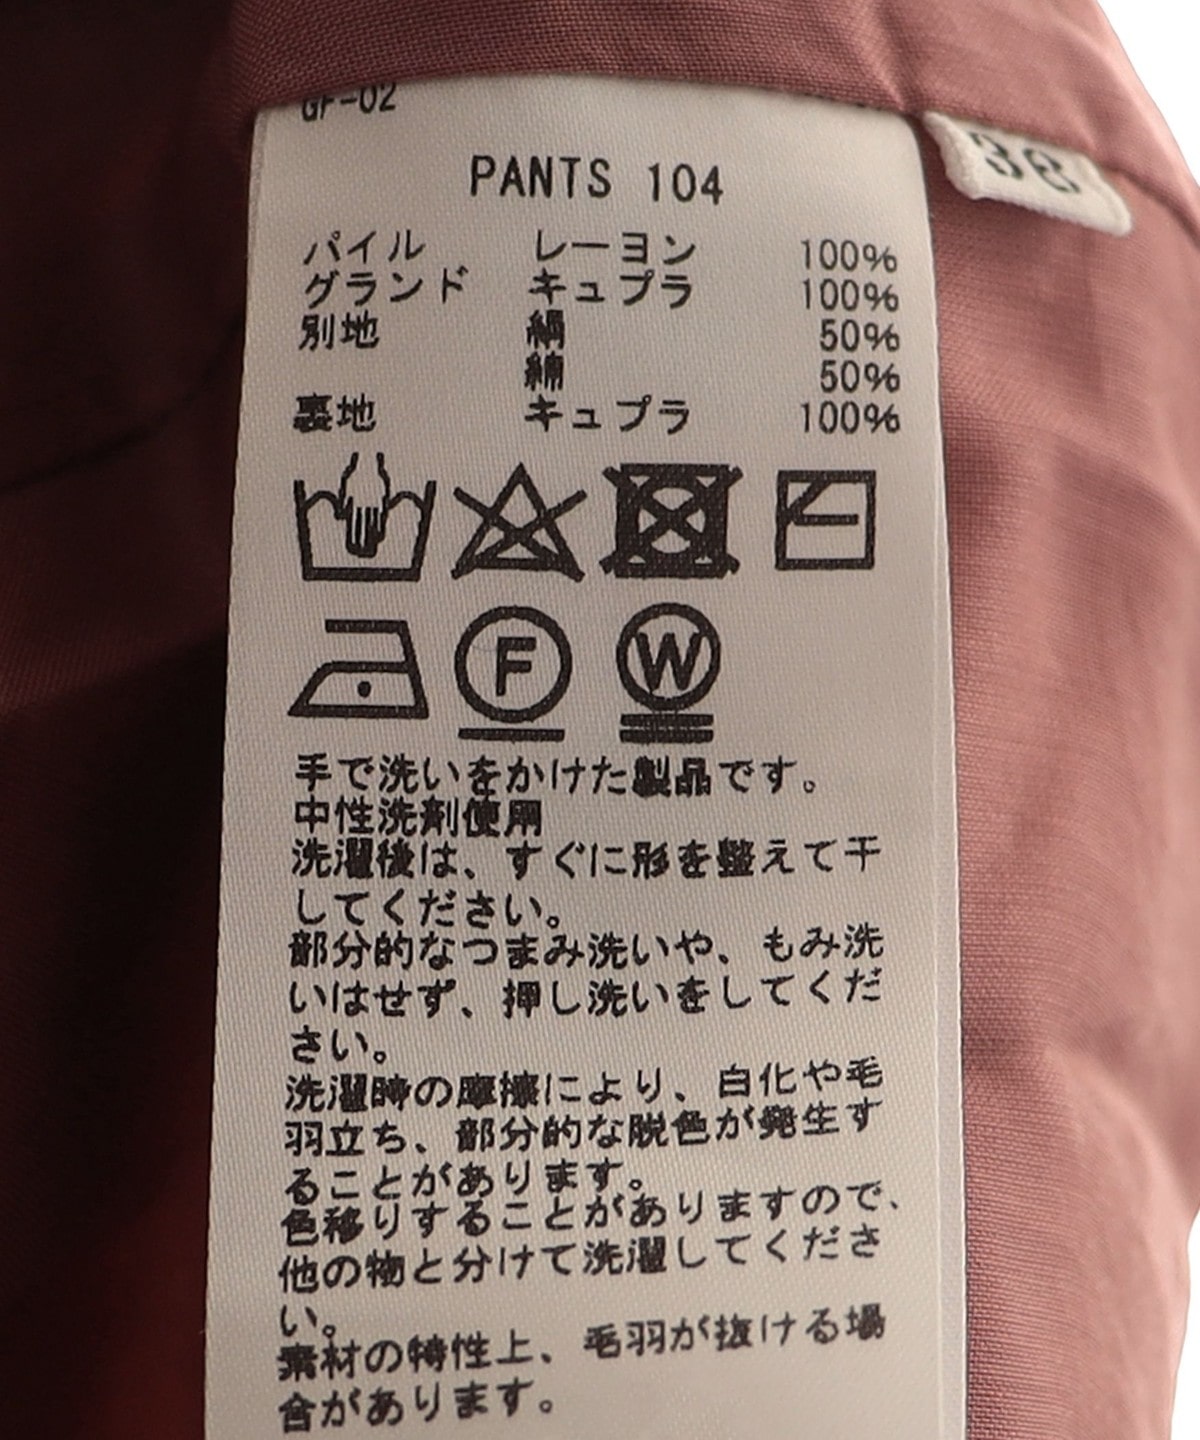 GF-02
PANTS 104
38
パイル レーヨン 100%
グランド キュプラ 100%
別地 絹 50%
綿 50%
裏地 キュプラ 100%
F W
手で洗いをかけた製品です。
中性洗剤使用
洗濯後は、すぐに形を整えて干
してください。
部分的なつまみ洗いや、もみ洗
いはせず、押し洗いをしてくだ
さい。
洗濯時の摩擦により、白化や毛
羽立ち、部分的な脱色が発生す
ることがあります。
色移りすることがありますので、
他の物と分けて洗濯してくださ
い。
素材の特性上、毛羽が抜ける場
合があります。